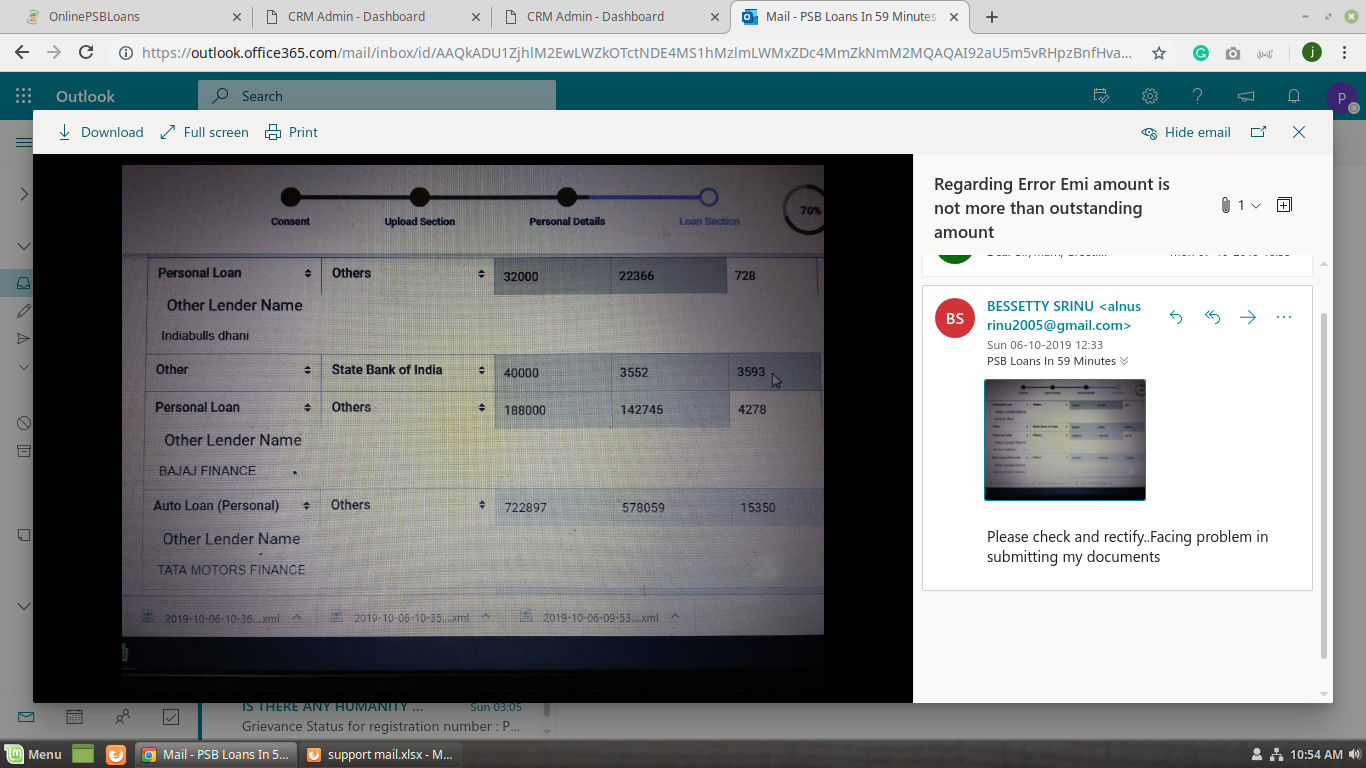 OnlinePSBLoans
CRM Admin - Dashboard
CRM Admin - Dashboard
Mail - PSB Loans In 59 Minutes
https://outlook.office365.com/mail/inbox/id/AAQkADU1ZjhlM2EwLWZkOTctNDE4MS1hMzlmLWMxZDc4MmZkNmM2MQAQAI92aU5m5vRHpzBnfHva...
j
Outlook
Search
P
Download
Full screen
Print
Hide email
Consent
Upload Section
Personal Details
Loan Section
70%
Personal Loan Others 32000 22366 728
Other Lender Name
Indiabulls dhani
Other State Bank of India 40000 3552 3593
Personal Loan Others 188000 142745 4278
Other Lender Name
BAJAJ FINANCE
Auto Loan (Personal) Others 722897 578059 15350
Other Lender Name
TATA MOTORS FINANCE
2019-10-06-10-36....xml
2019-10-06-10-35....xml
2019-10-06-09-53....xml
Regarding Error Emi amount is
not more than outstanding
amount
1
BS
BESSETTY SRINU <alnus
rinu2005@gmail.com>
Sun 06-10-2019 12:33
PSB Loans In 59 Minutes
Please check and rectify..Facing problem in
submitting my documents
IS THERE ANY HUMANITY ... Sun 03:05
Grievance Status for registration number : P...
Menu
Mail - PSB Loans In 5...
support mail.xlsx - M...
10:54 AM